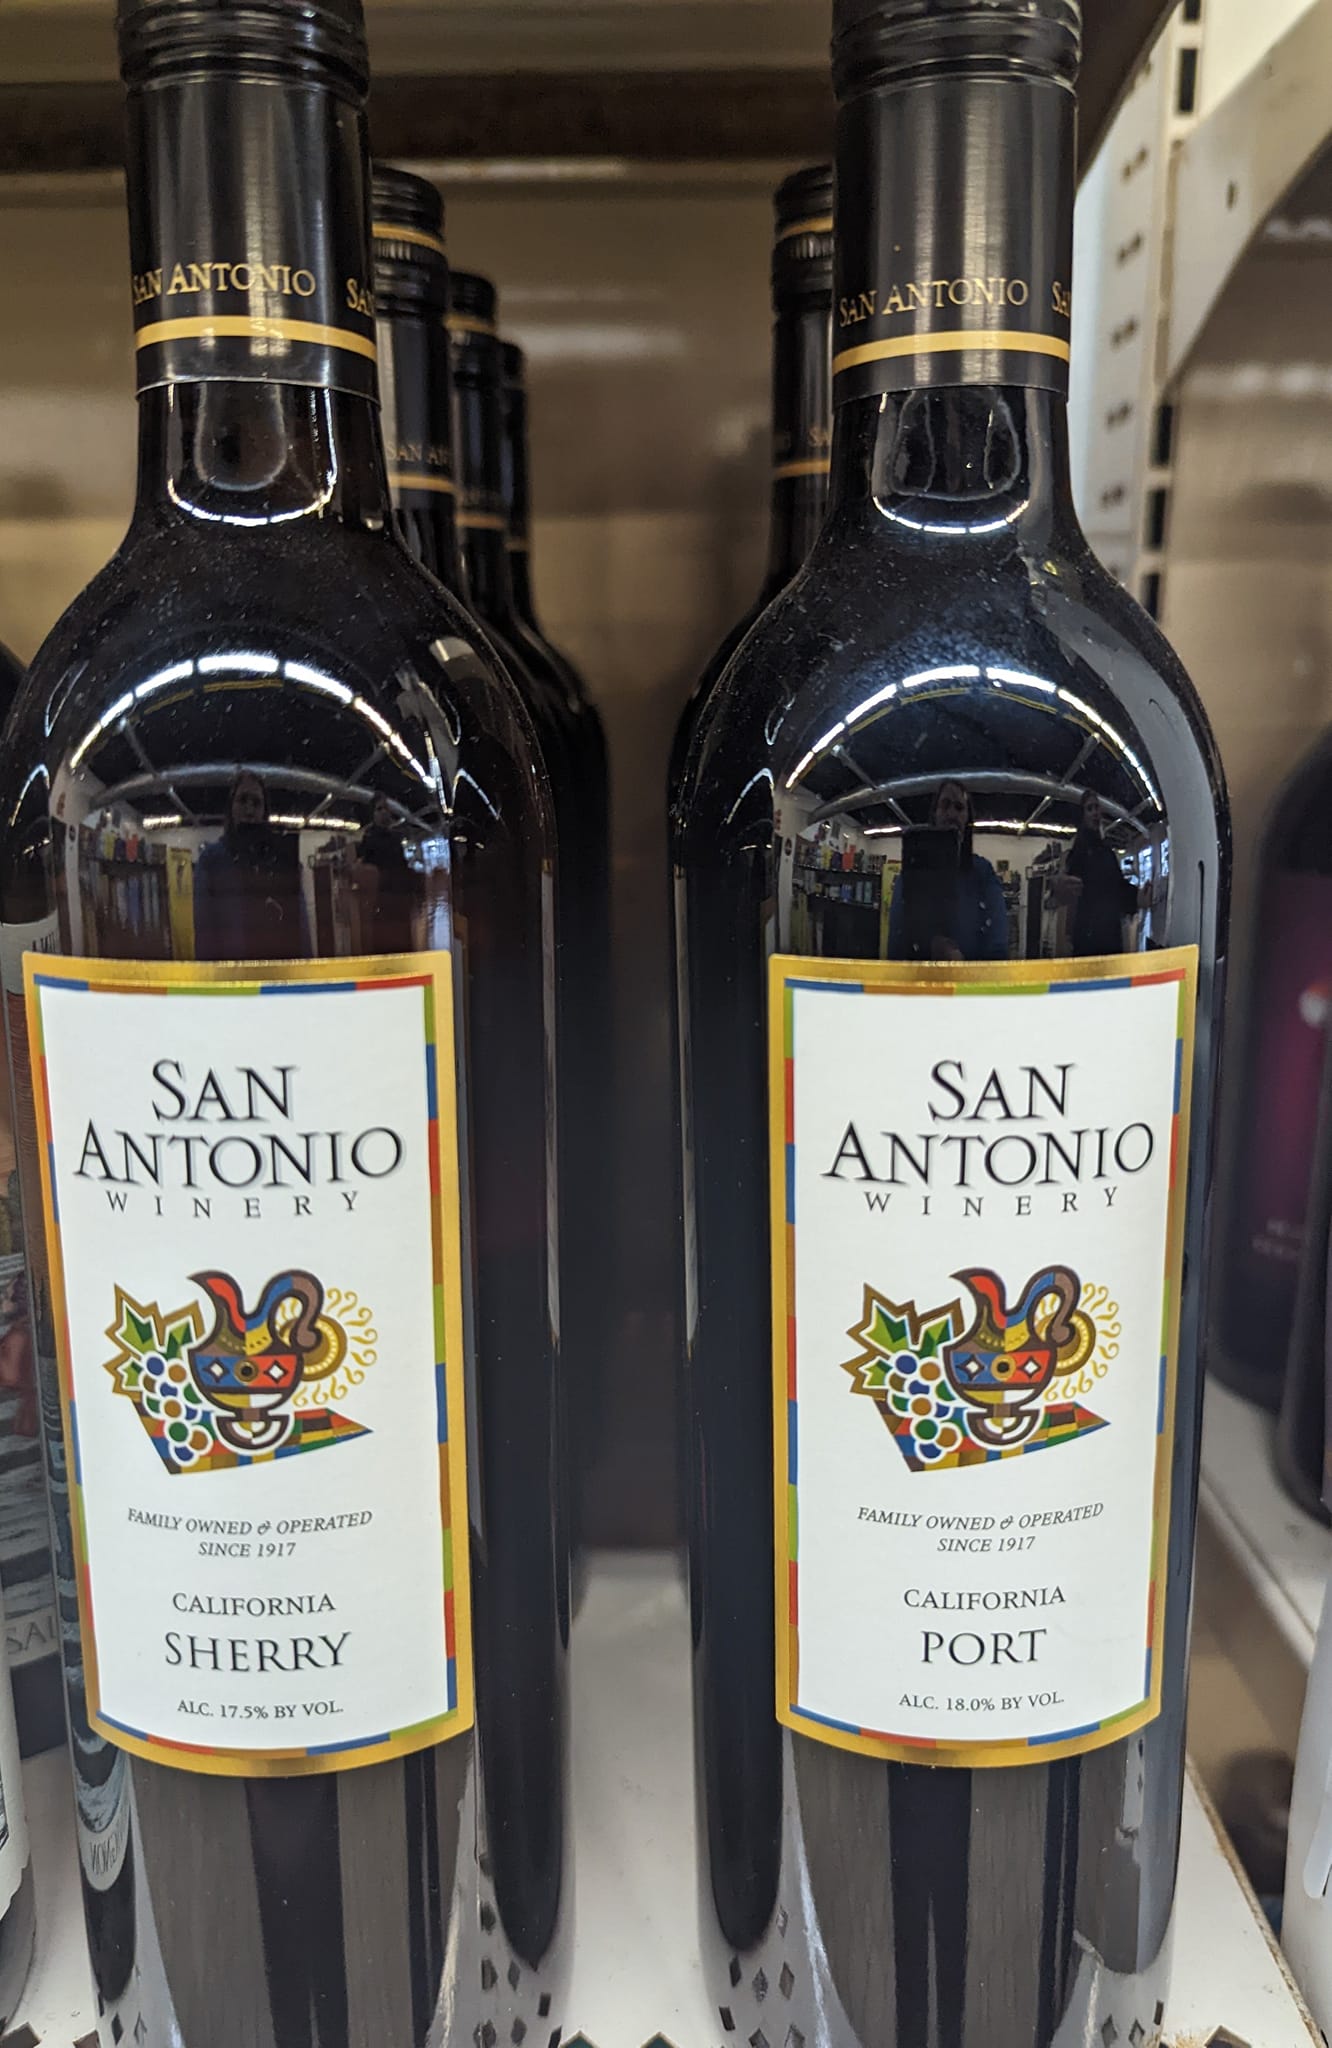 SAN ANTONIO
SAN
ANTONIO
WINERY
FAMILY OWNED & OPERATED
SINCE 1917
CALIFORNIA
SHERRY
ALC. 17.5% BY VOL.
SAN ANTONIO
SAN
ANTONIO
WINERY
FAMILY OWNED & OPERATED
SINCE 1917
CALIFORNIA
PORT
ALC. 18.0% BY VOL.